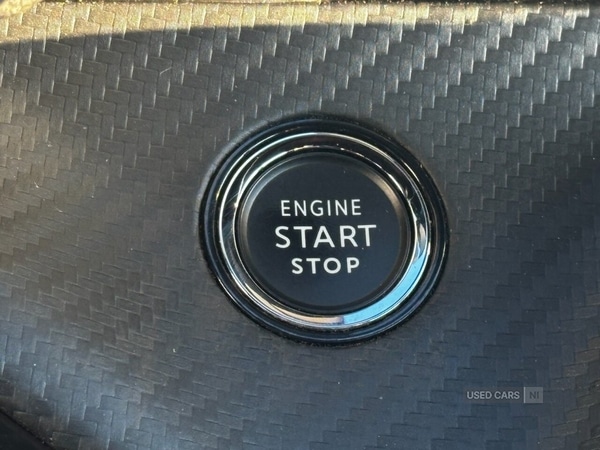 ENGINE
START
STOP
USED CARS NI